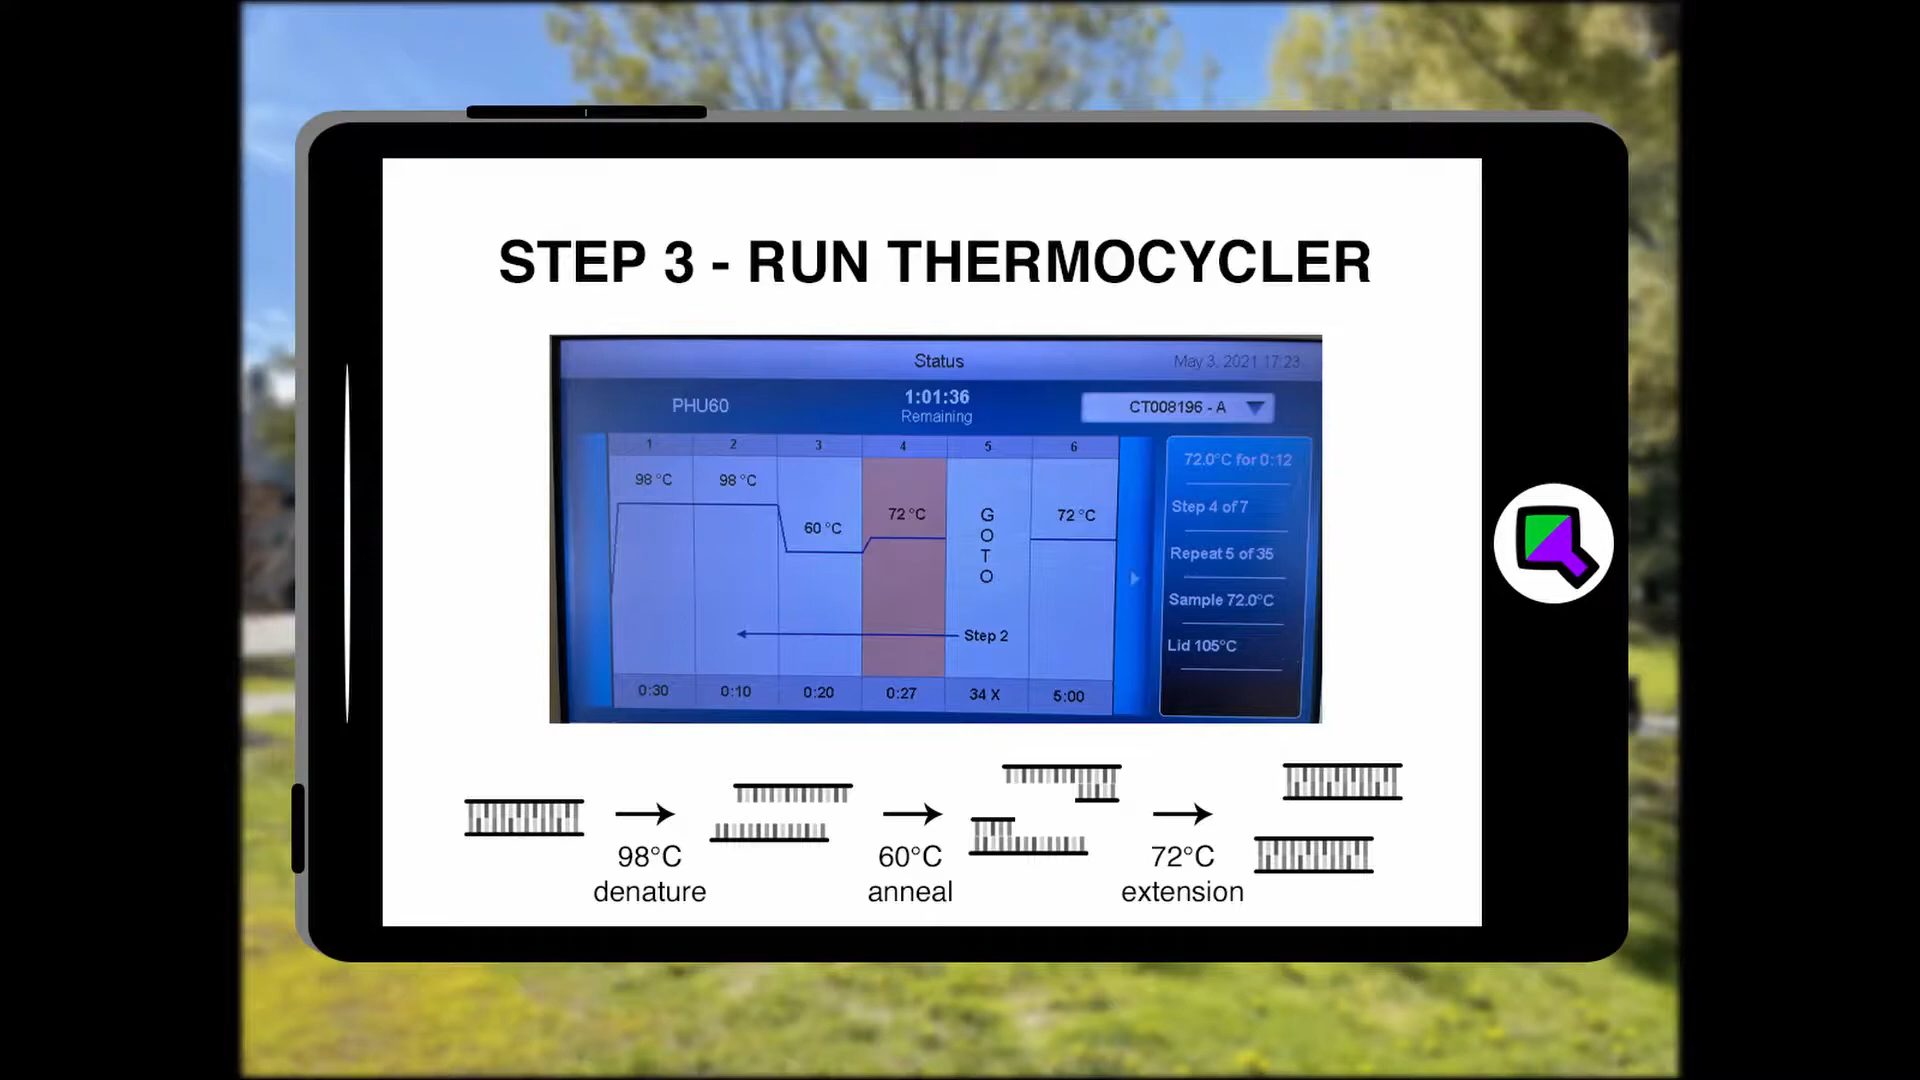 STEP 3 - RUN THERMOCYCLER
Status
May 3, 2021 17:23
PHU60
1:01:36
Remaining
CT008196 - A
1 2 3 4 5 6
98 °C 98 °C 60 °C 72 °C GOTO 72 °C
Step 2
0:30 0:10 0:20 0:27 34 X 5:00
72.0°C for 0:12
Step 4 of 7
Repeat 5 of 35
Sample 72.0°C
Lid 105°C
98°C
denature
60°C
anneal
72°C
extension